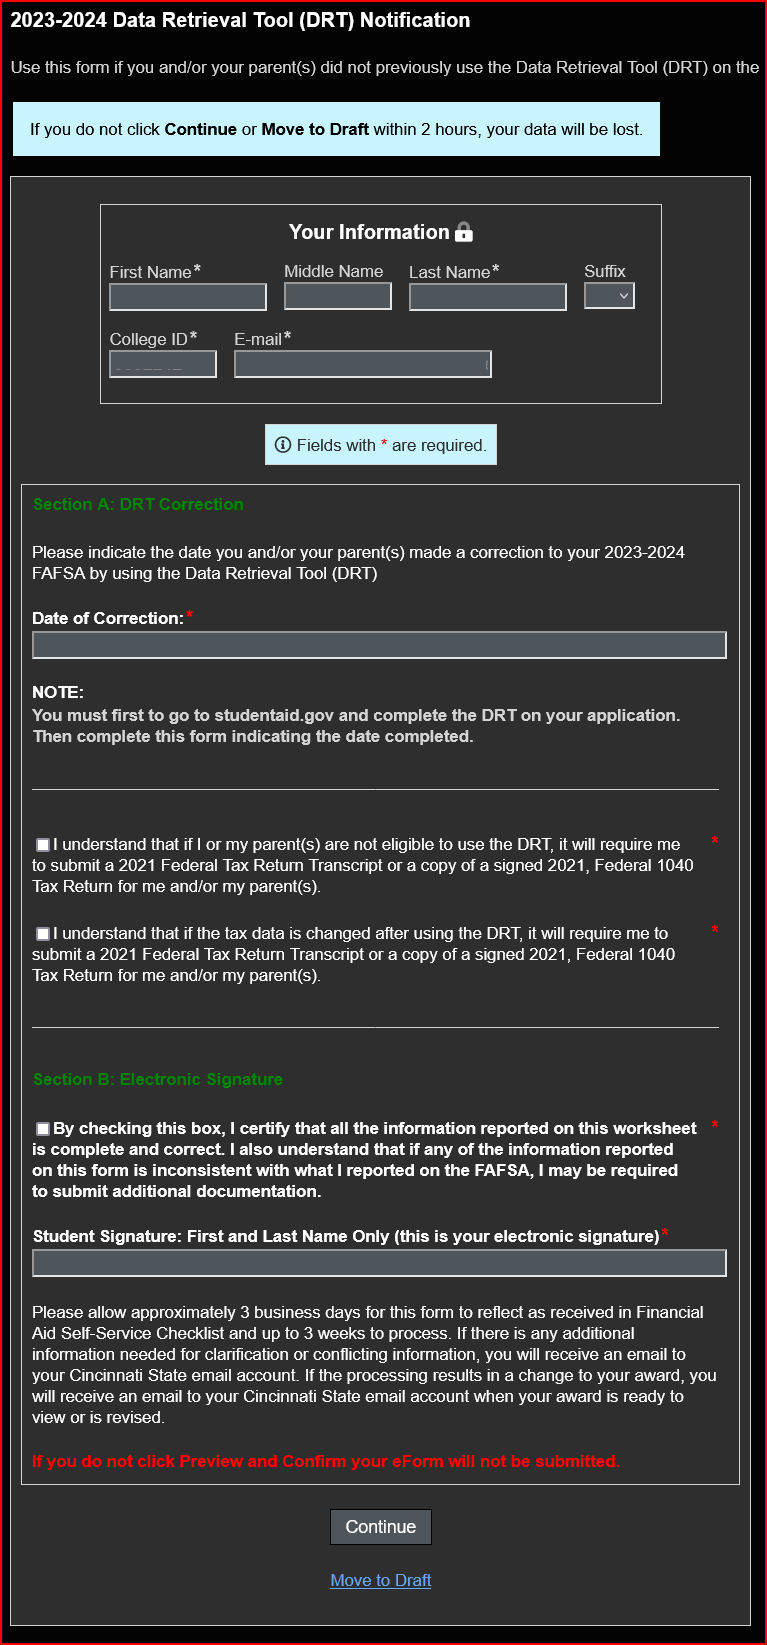 2023-2024 Data Retrieval Tool (DRT) Notification
Use this form if you and/or your parent(s) did not previously use the Data Retrieval Tool (DRT) on the
If you do not click Continue or Move to Draft within 2 hours, your data will be lost.
Your Information
First Name* Middle Name Last Name* Suffix
College ID* E-mail*
Fields with * are required.
Section A: DRT Correction
Please indicate the date you and/or your parent(s) made a correction to your 2023-2024
FAFSA by using the Data Retrieval Tool (DRT)
Date of Correction:*
NOTE:
You must first to go to studentaid.gov and complete the DRT on your application.
Then complete this form indicating the date completed.
I understand that if I or my parent(s) are not eligible to use the DRT, it will require me *
to submit a 2021 Federal Tax Return Transcript or a copy of a signed 2021, Federal 1040
Tax Return for me and/or my parent(s).
I understand that if the tax data is changed after using the DRT, it will require me to *
submit a 2021 Federal Tax Return Transcript or a copy of a signed 2021, Federal 1040
Tax Return for me and/or my parent(s).
Section B: Electronic Signature
By checking this box, I certify that all the information reported on this worksheet *
is complete and correct. I also understand that if any of the information reported
on this form is inconsistent with what I reported on the FAFSA, I may be required
to submit additional documentation.
Student Signature: First and Last Name Only (this is your electronic signature)*
Please allow approximately 3 business days for this form to reflect as received in Financial
Aid Self-Service Checklist and up to 3 weeks to process. If there is any additional
information needed for clarification or conflicting information, you will receive an email to
your Cincinnati State email account. If the processing results in a change to your award, you
will receive an email to your Cincinnati State email account when your award is ready to
view or is revised.
If you do not click Preview and Confirm your eForm will not be submitted.
Continue
Move to Draft